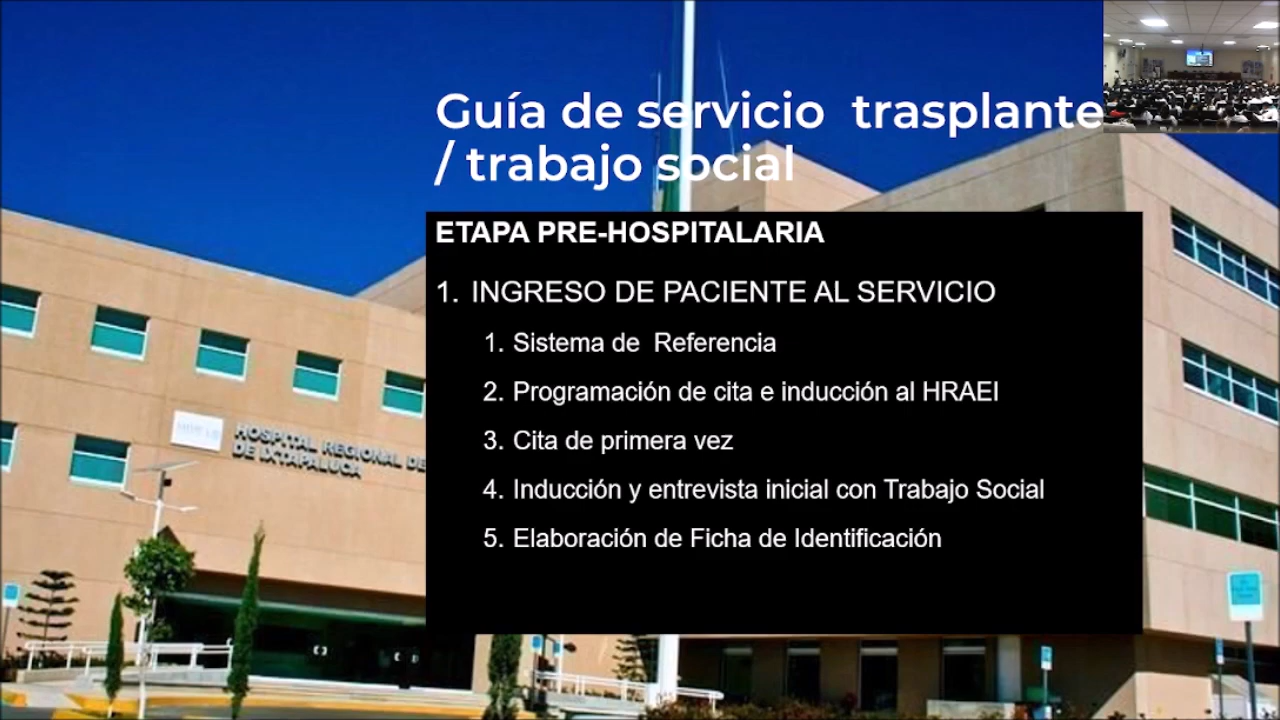 Guía de servicio trasplante
/ trabajo social
ETAPA PRE-HOSPITALARIA
1. INGRESO DE PACIENTE AL SERVICIO
1. Sistema de Referencia
2. Programación de cita e inducción al HRAEI
3. Cita de primera vez
4. Inducción y entrevista inicial con Trabajo Social
5. Elaboración de Ficha de Identificación
HOSPITAL REGIONAL DE
DE IXTAPALUCA